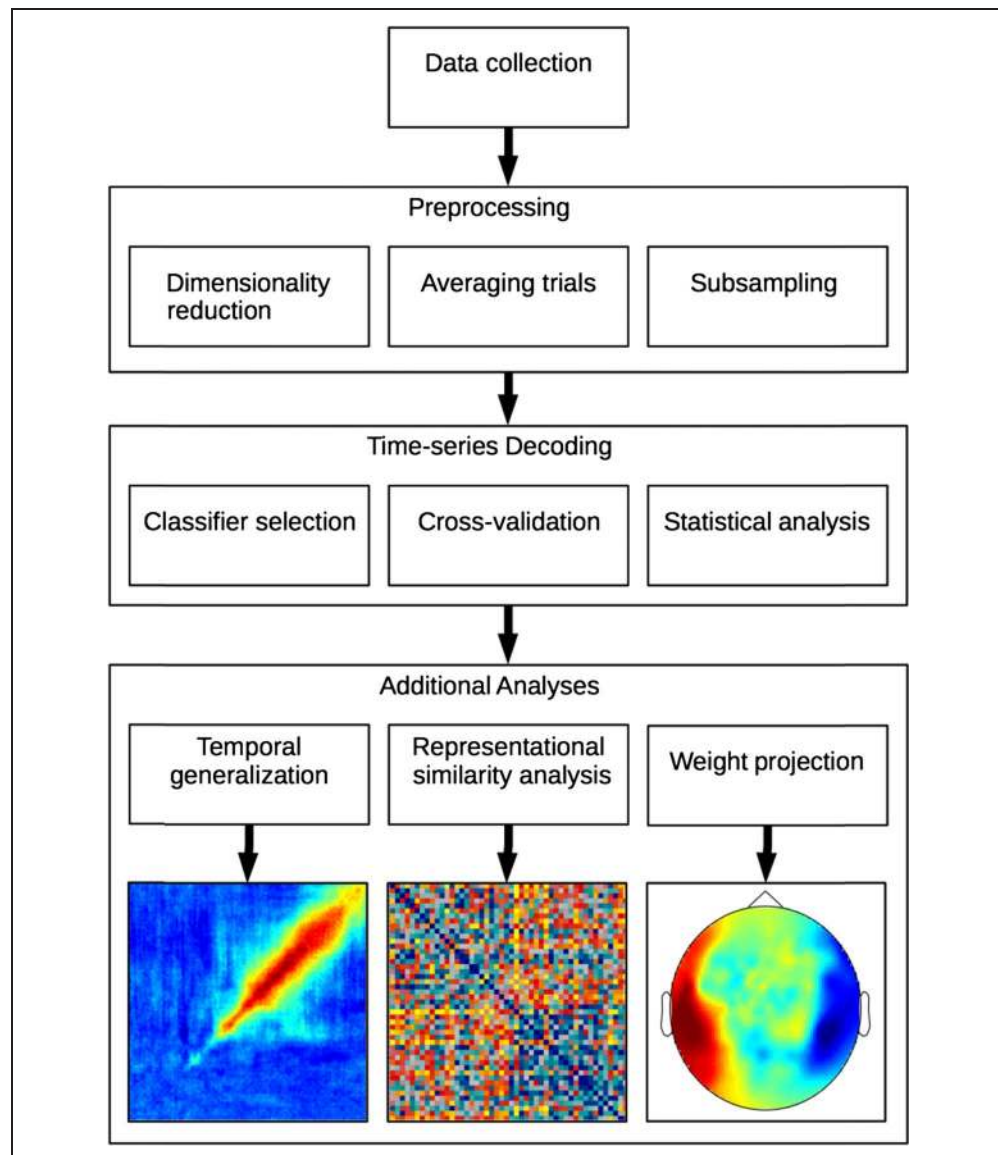 Data collection
Preprocessing
Dimensionality
reduction
Averaging trials
Subsampling
Time-series Decoding
Classifier selection
Cross-validation
Statistical analysis
Additional Analyses
Temporal
generalization
Representational
similarity analysis
Weight projection